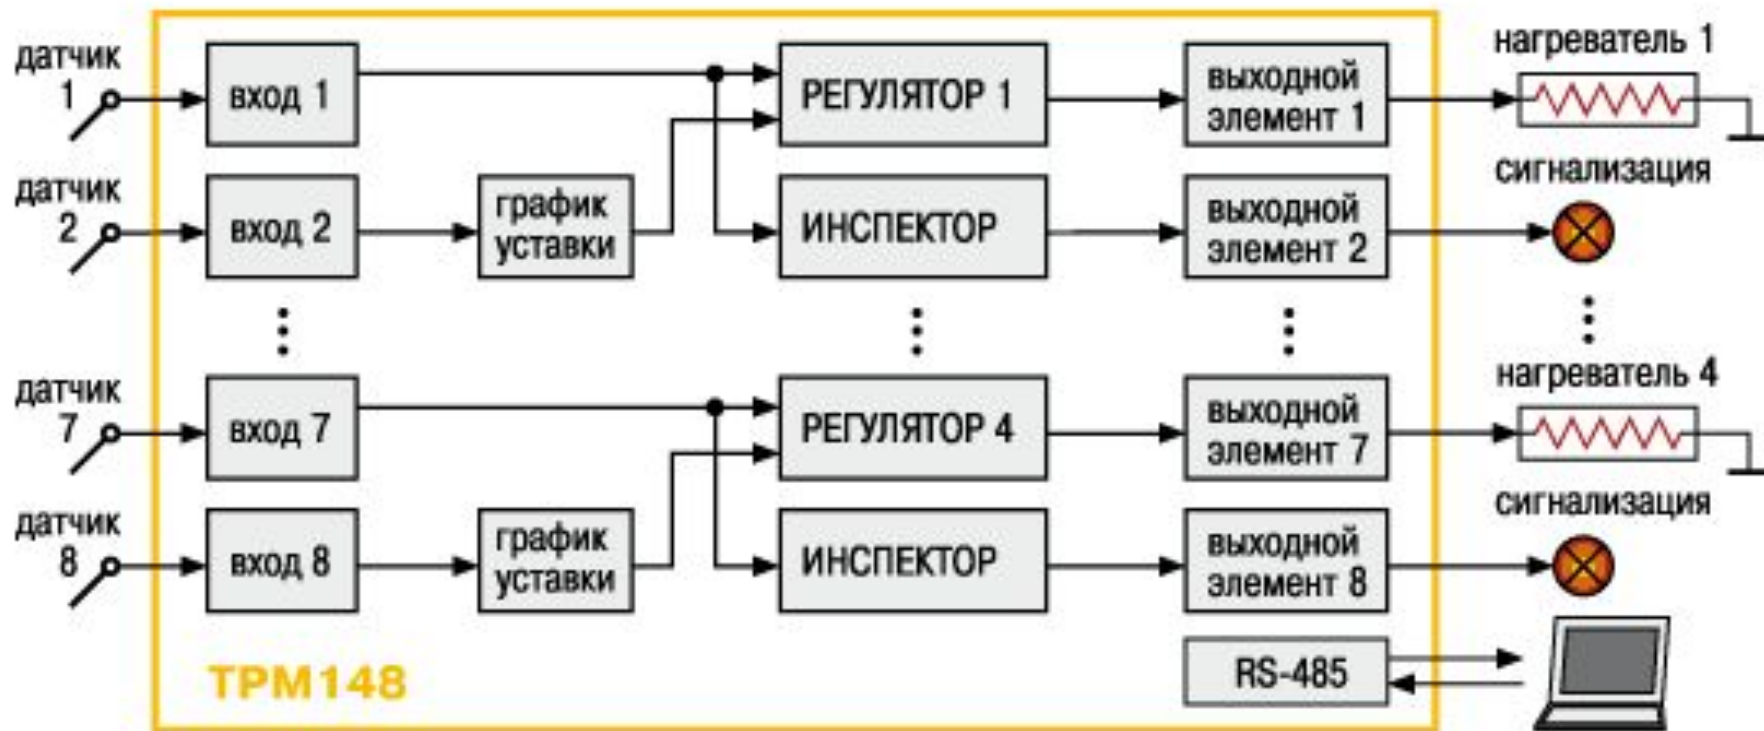 датчик
1
вход 1
РЕГУЛЯТОР 1
выходной
элемент 1
нагреватель 1
датчик
2
вход 2
график
уставки
ИНСПЕКТОР
выходной
элемент 2
сигнализация
датчик
7
вход 7
РЕГУЛЯТОР 4
выходной
элемент 7
нагреватель 4
датчик
8
вход 8
график
уставки
ИНСПЕКТОР
выходной
элемент 8
сигнализация
ТРМ148
RS-485